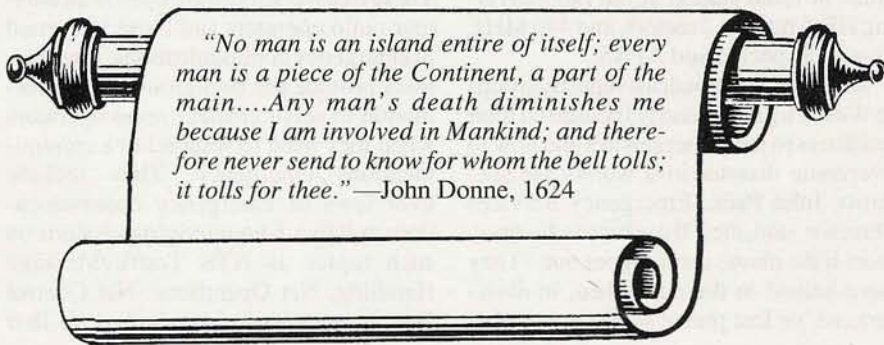 "No man is an island entire of itself; every
man is a piece of the Continent, a part of the
main....Any man's death diminishes me
because I am involved in Mankind; and there-
fore never send to know for whom the bell tolls;
it tolls for thee." —John Donne, 1624